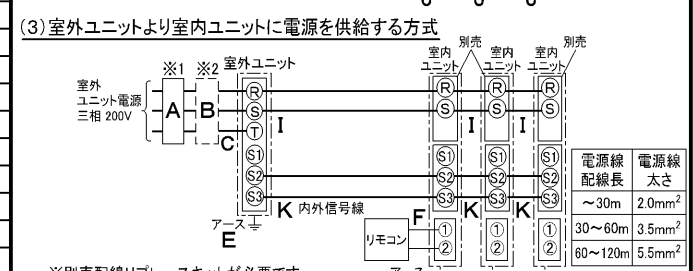 (3)室外ユニットより室内ユニットに電源を供給する方式
※1
※2
室外ユニット
室内
ユニット
別売
室内
ユニット
室内
ユニット
別売
室外
ユニット電源
三相 200V
A
B
C
R
S
T
S1
S2
S3
I
R
S
S1
S2
S3
I
R
S
S1
S2
S3
I
R
S
S1
S2
S3
K 内外信号線
K
K
アース
E
F
リモコン
①
②
①
②
①
②
電源線
配線長
電源線
太さ
～30m 2.0mm²
30～60m 3.5mm²
60～120m 5.5mm²